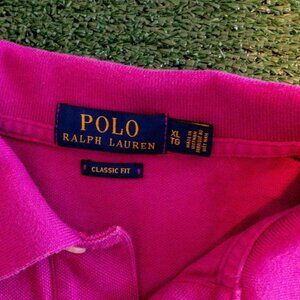 POLO
RALPH LAUREN
XL
TG
CLASSIC FIT